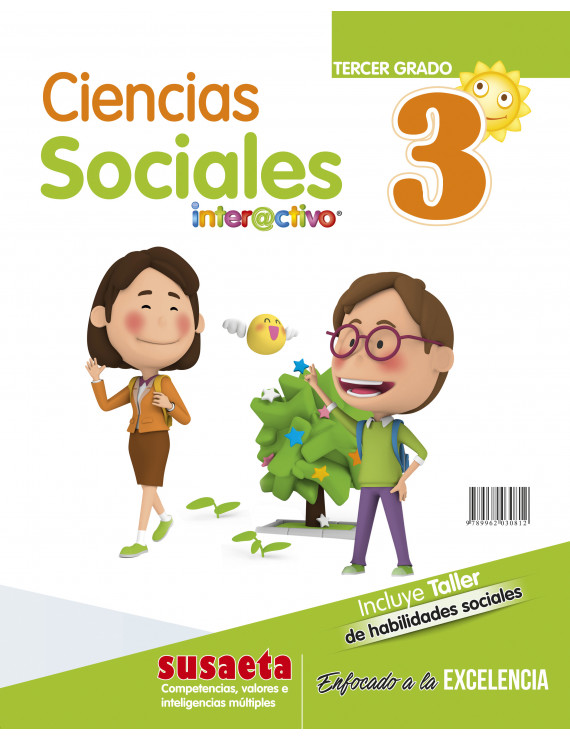 TERCER GRADO
3
Ciencias
Sociales
inter@ctivo®
9789962030812
Incluye Taller
de habilidades sociales
susaeta
Competencias, valores e
inteligencias múltiples
Enfocado a la EXCELENCIA